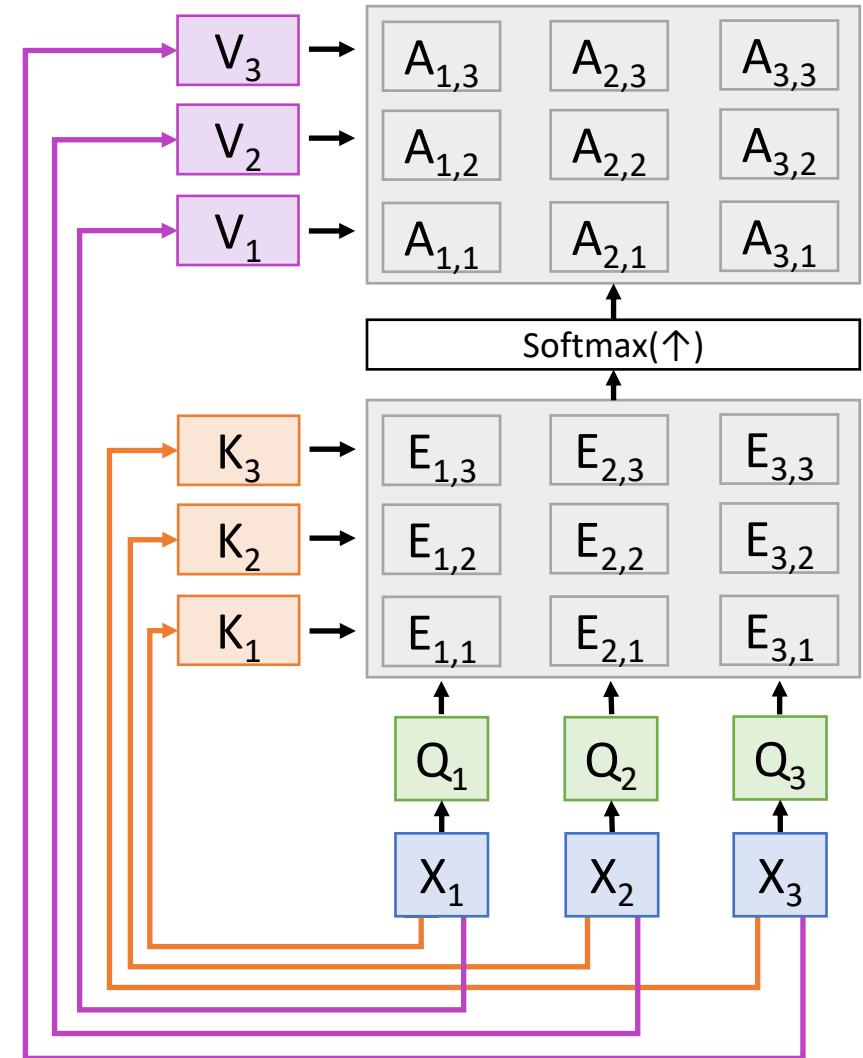 V₃ A₁,₃ A₂,₃ A₃,₃
V₂ A₁,₂ A₂,₂ A₃,₂
V₁ A₁,₁ A₂,₁ A₃,₁
Softmax(↑)
K₃ E₁,₃ E₂,₃ E₃,₃
K₂ E₁,₂ E₂,₂ E₃,₂
K₁ E₁,₁ E₂,₁ E₃,₁
Q₁ Q₂ Q₃
X₁ X₂ X₃